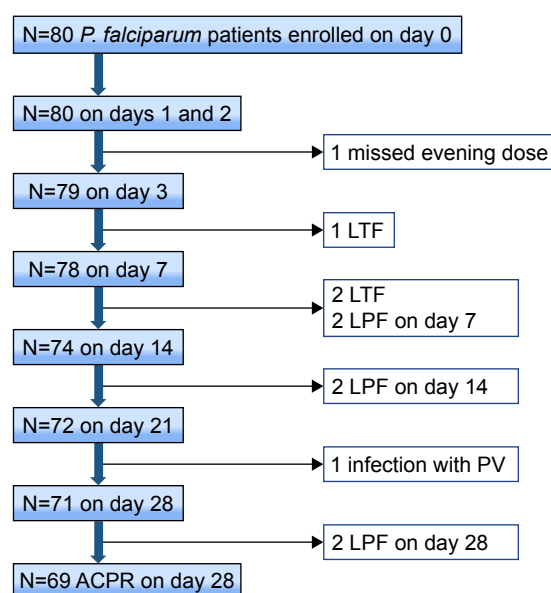 N=80 P. falciparum patients enrolled on day 0
N=80 on days 1 and 2
1 missed evening dose
N=79 on day 3
1 LTF
N=78 on day 7
2 LTF
2 LPF on day 7
N=74 on day 14
2 LPF on day 14
N=72 on day 21
1 infection with PV
N=71 on day 28
2 LPF on day 28
N=69 ACPR on day 28